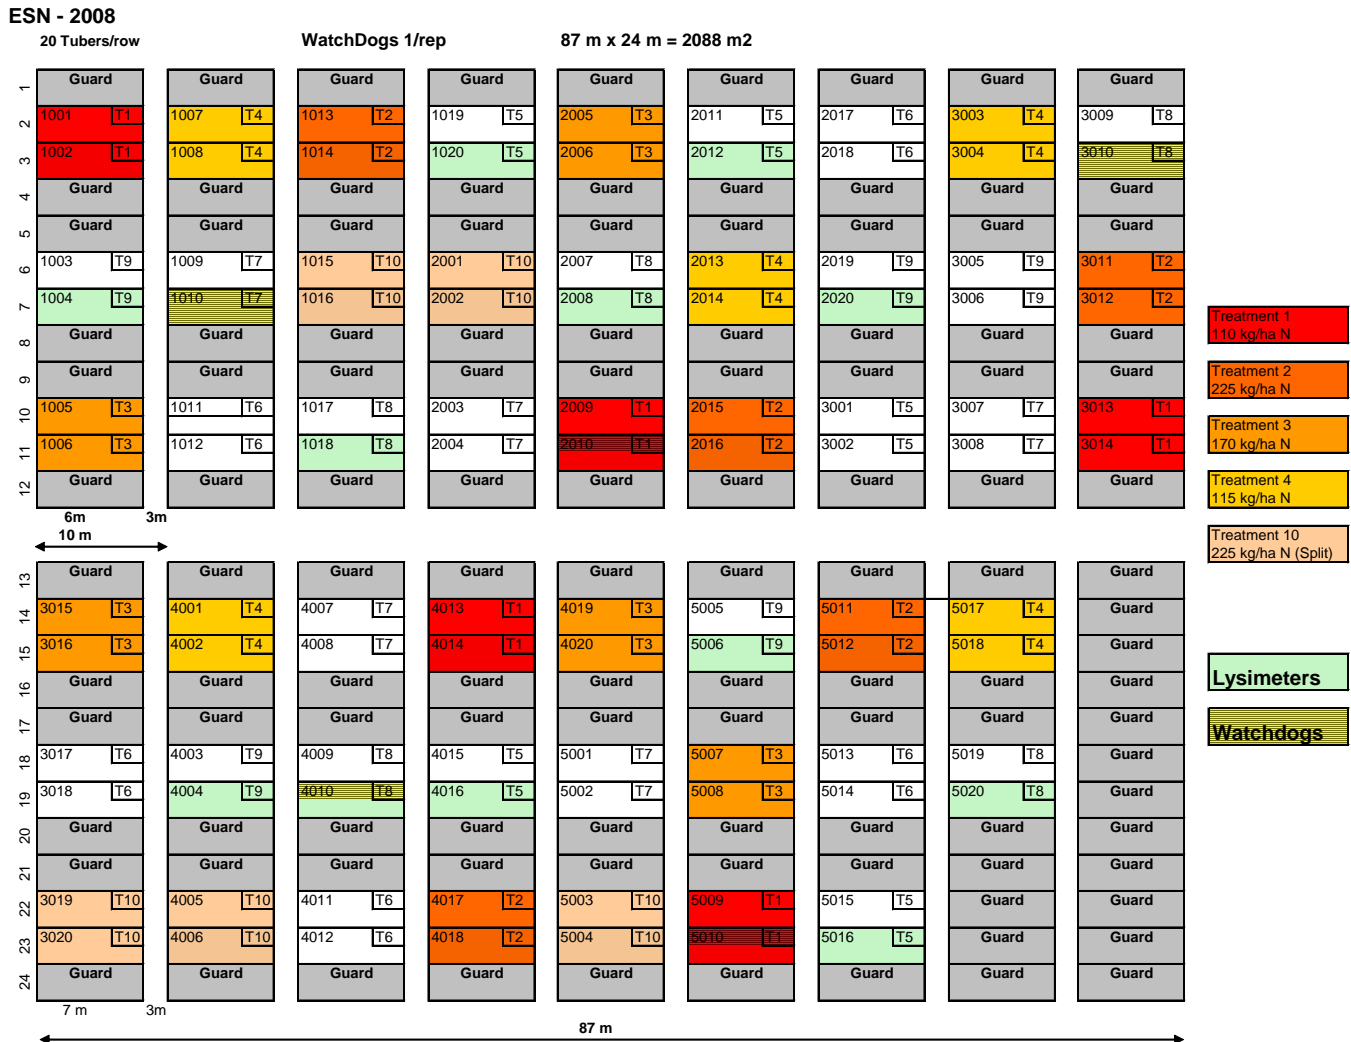 ESN - 2008
20 Tubers/row WatchDogs 1/rep 87 m x 24 m = 2088 m2
1 Guard Guard Guard Guard Guard Guard Guard Guard Guard
2 1001 T1 1007 T4 1013 T2 1019 T5 2005 T3 2011 T5 2017 T6 3003 T4 3009 T8
3 1002 T1 1008 T4 1014 T2 1020 T5 2006 T3 2012 T5 2018 T6 3004 T4 3010 T8
4 Guard Guard Guard Guard Guard Guard Guard Guard Guard
5 Guard Guard Guard Guard Guard Guard Guard Guard Guard
6 1003 T9 1009 T7 1015 T10 2001 T10 2007 T8 2013 T4 2019 T9 3005 T9 3011 T2
7 1004 T9 1010 T7 1016 T10 2002 T10 2008 T8 2014 T4 2020 T9 3006 T9 3012 T2
8 Guard Guard Guard Guard Guard Guard Guard Guard Guard
9 Guard Guard Guard Guard Guard Guard Guard Guard Guard
10 1005 T3 1011 T6 1017 T8 2003 T7 2009 T1 2015 T2 3001 T5 3007 T7 3013 T1
11 1006 T3 1012 T6 1018 T8 2004 T7 2010 T1 2016 T2 3002 T5 3008 T7 3014 T1
12 Guard Guard Guard Guard Guard Guard Guard Guard Guard
6m 3m
10 m
13 Guard Guard Guard Guard Guard Guard Guard Guard Guard
14 3015 T3 4001 T4 4007 T7 4013 T1 4019 T3 5005 T9 5011 T2 5017 T4 Guard
15 3016 T3 4002 T4 4008 T7 4014 T1 4020 T3 5006 T9 5012 T2 5018 T4 Guard
16 Guard Guard Guard Guard Guard Guard Guard Guard Guard
17 Guard Guard Guard Guard Guard Guard Guard Guard Guard
18 3017 T6 4003 T9 4009 T8 4015 T5 5001 T7 5007 T3 5013 T6 5019 T8 Guard
19 3018 T6 4004 T9 4010 T8 4016 T5 5002 T7 5008 T3 5014 T6 5020 T8 Guard
20 Guard Guard Guard Guard Guard Guard Guard Guard Guard
21 Guard Guard Guard Guard Guard Guard Guard Guard Guard
22 3019 T10 4005 T10 4011 T6 4017 T2 5003 T10 5009 T1 5015 T5 Guard Guard
23 3020 T10 4006 T10 4012 T6 4018 T2 5004 T10 5010 T1 5016 T5 Guard Guard
24 Guard Guard Guard Guard Guard Guard Guard Guard Guard
7 m 3m
87 m
Treatment 1
110 kg/ha N
Treatment 2
225 kg/ha N
Treatment 3
170 kg/ha N
Treatment 4
115 kg/ha N
Treatment 10
225 kg/ha N (Split)
Lysimeters
Watchdogs